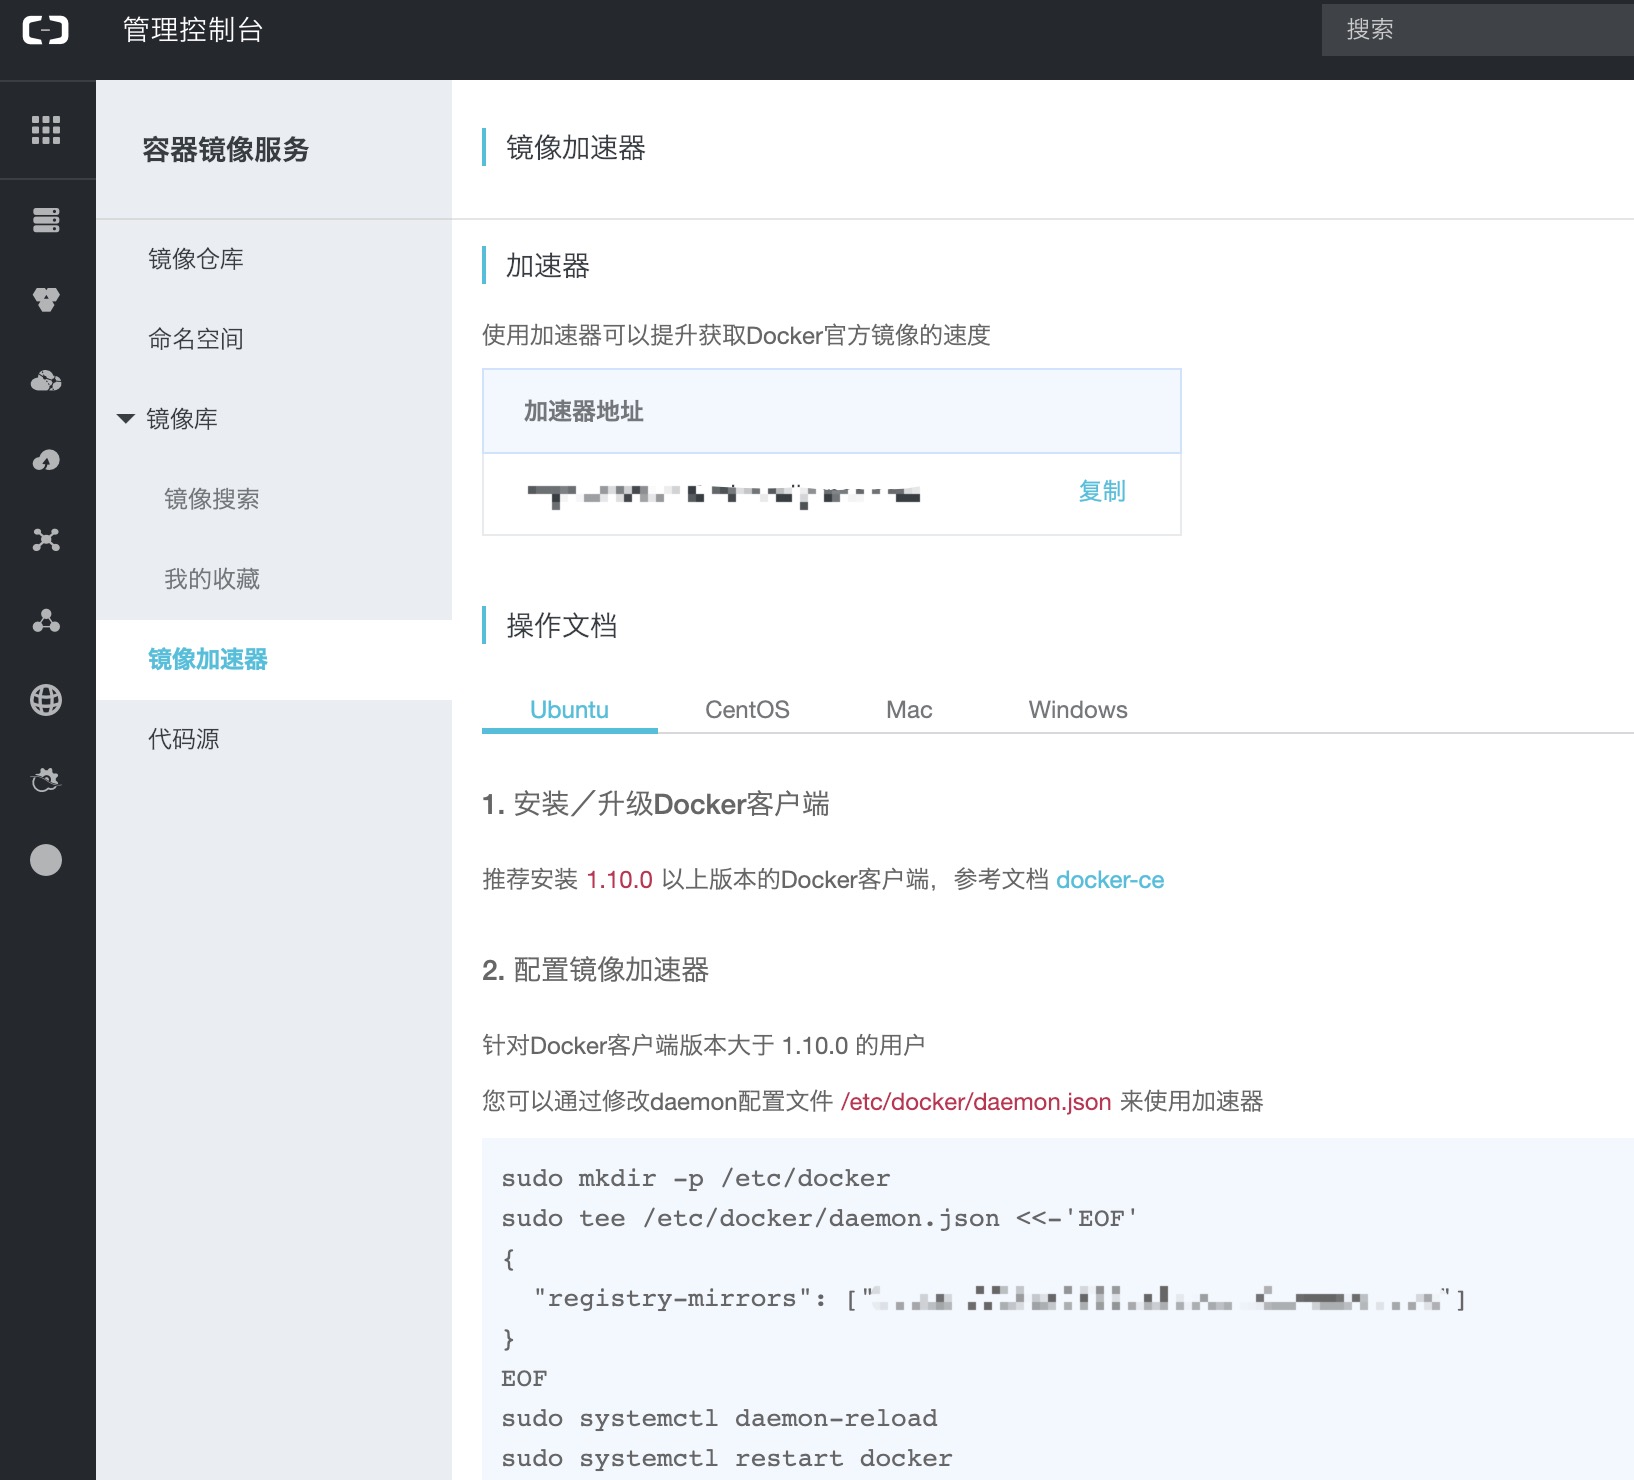 管理控制台
搜索
容器镜像服务
镜像仓库
命名空间
镜像库
镜像搜索
我的收藏
镜像加速器
代码源
镜像加速器
加速器
使用加速器可以提升获取Docker官方镜像的速度
加速器地址
复制
操作文档
Ubuntu CentOS Mac Windows
1. 安装／升级Docker客户端
推荐安装 1.10.0 以上版本的Docker客户端，参考文档 docker-ce
2. 配置镜像加速器
针对Docker客户端版本大于 1.10.0 的用户
您可以通过修改daemon配置文件 /etc/docker/daemon.json 来使用加速器
sudo mkdir -p /etc/docker
sudo tee /etc/docker/daemon.json <<-'EOF'
{
"registry-mirrors": [""]
}
EOF
sudo systemctl daemon-reload
sudo systemctl restart docker